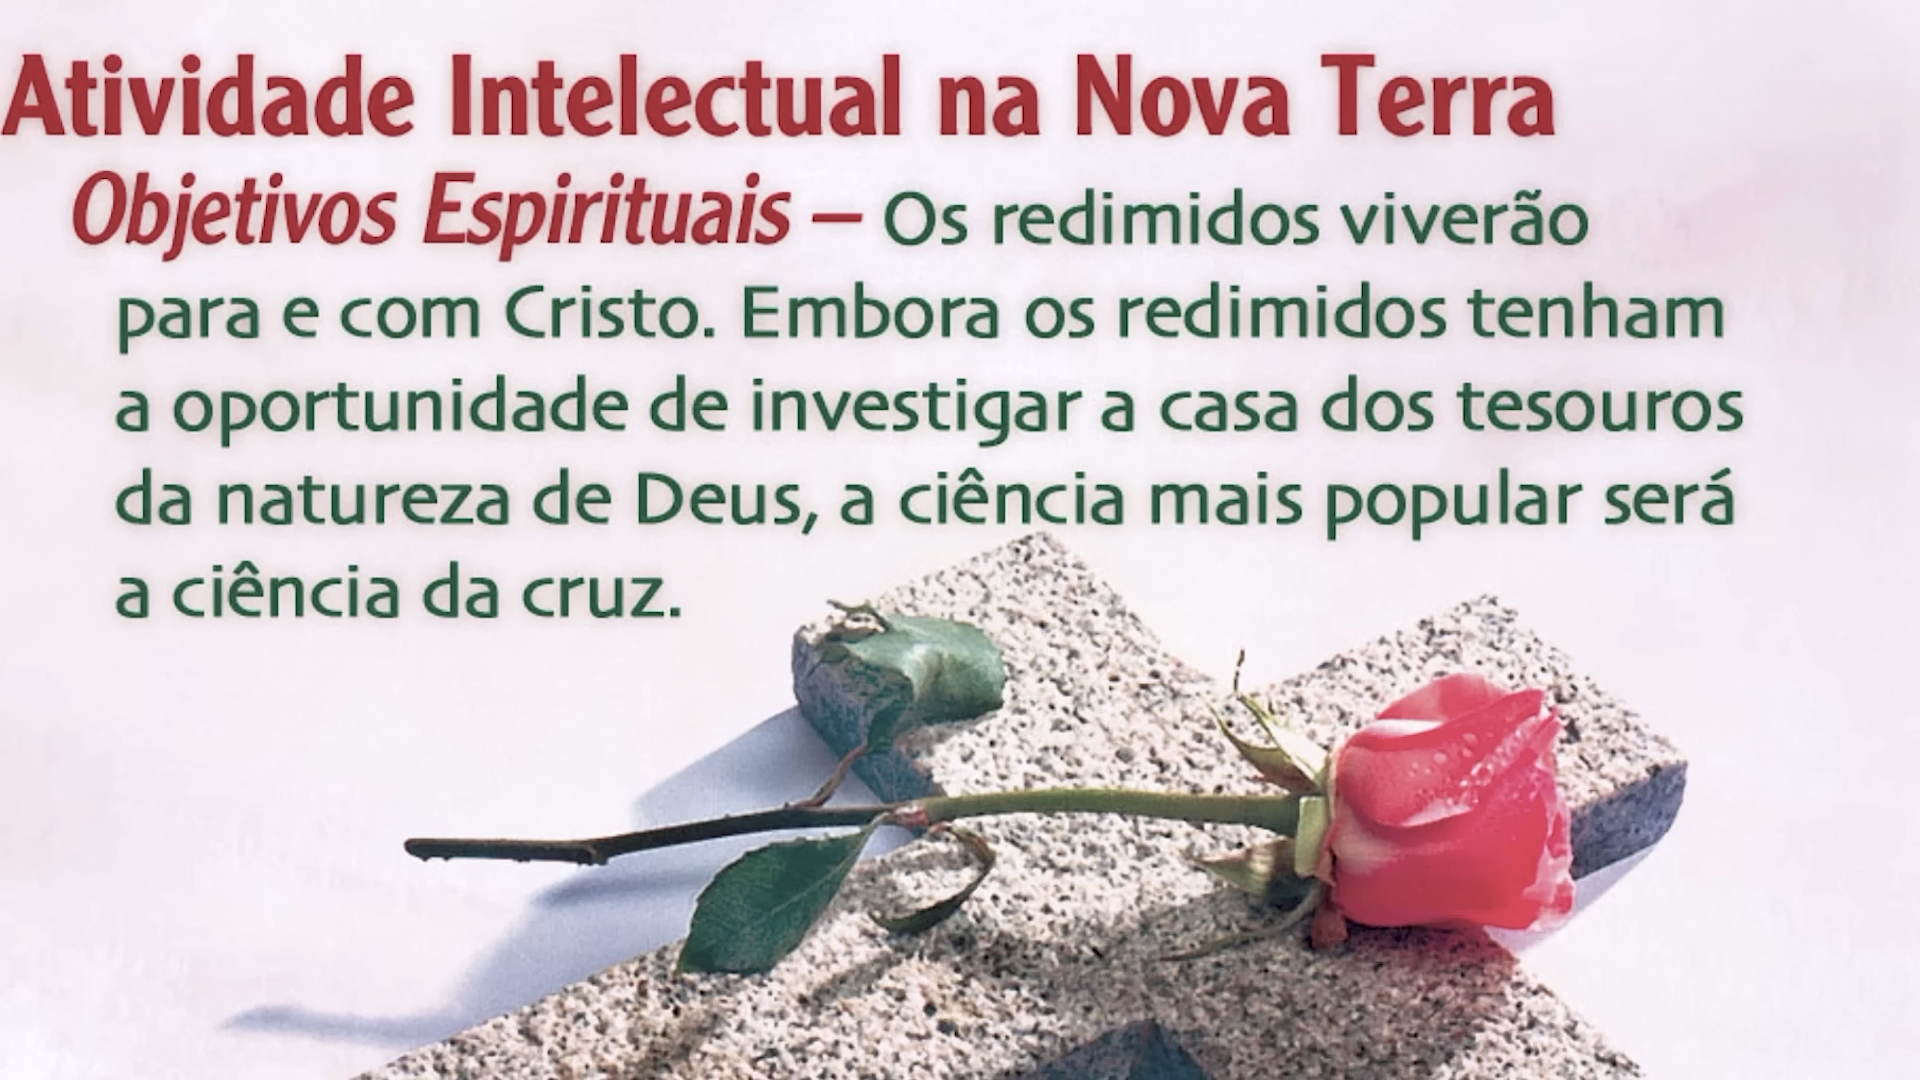 Atividade Intelectual na Nova Terra
Objetivos Espirituais – Os redimidos viverão
para e com Cristo. Embora os redimidos tenham
a oportunidade de investigar a casa dos tesouros
da natureza de Deus, a ciência mais popular será
a ciência da cruz.